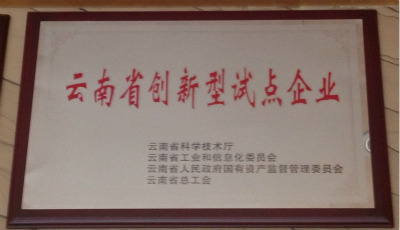 云南省创新型试点企业
云南省科学技术厅
云南省工业和信息化委员会
云南省人民政府国有资产监督管理委员会
云南省总工会